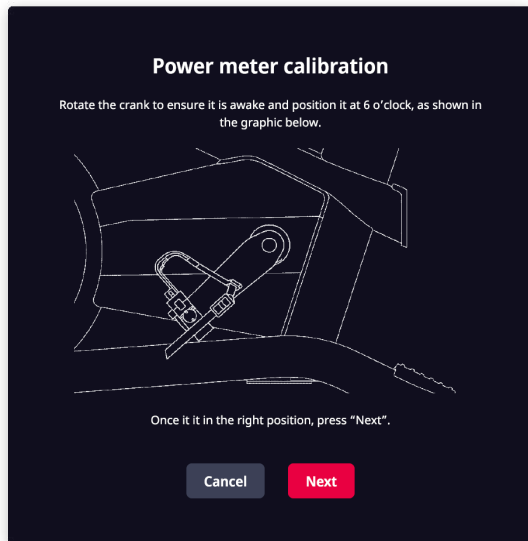 Power meter calibration
Rotate the crank to ensure it is awake and position it at 6 o’clock, as shown in
the graphic below.
Once it it in the right position, press “Next”.
Cancel
Next